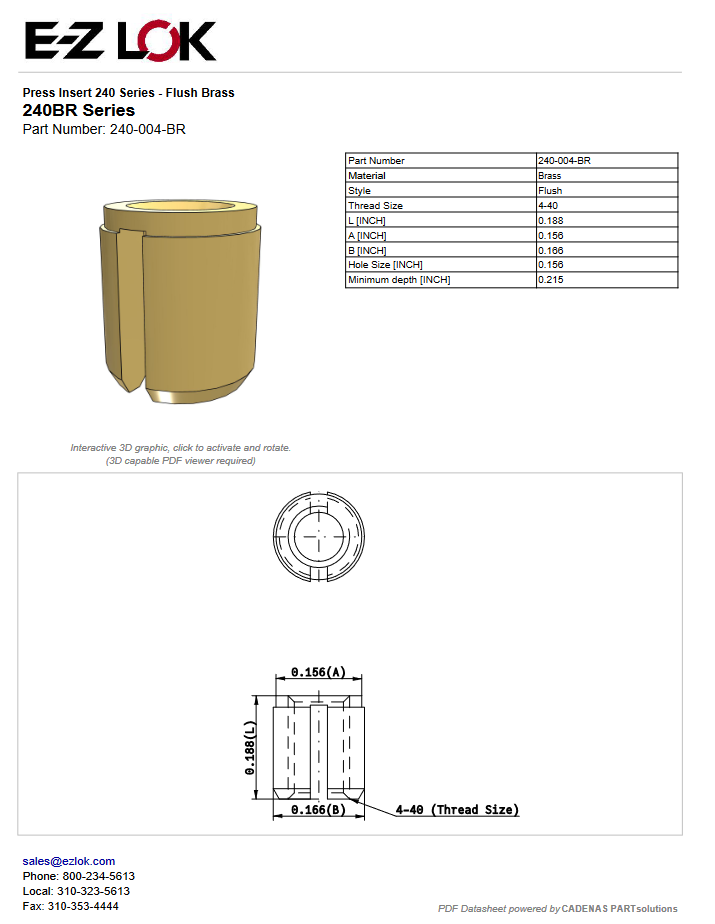 E-Z LOK
Press Insert 240 Series - Flush Brass
240BR Series
Part Number: 240-004-BR
Part Number 240-004-BR
Material Brass
Style Flush
Thread Size 4-40
L [INCH] 0.188
A [INCH] 0.156
B [INCH] 0.166
Hole Size [INCH] 0.156
Minimum depth [INCH] 0.215
Interactive 3D graphic, click to activate and rotate.
(3D capable PDF viewer required)
0.156(A)
0.188(L)
0.166(B)
4-40 (Thread Size)
sales@ezlok.com
Phone: 800-234-5613
Local: 310-323-5613
Fax: 310-353-4444
PDF Datasheet powered by CADENAS PARTsolutions